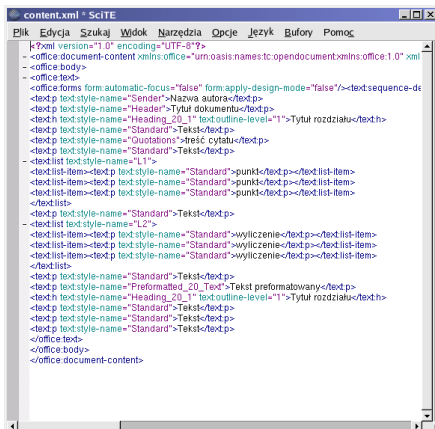 content.xml * SciTE
Plik Edycja Szukaj Widok Narzędzia Opcje Język Bufory Pomoc
<?xml version="1.0" encoding="UTF-8"?>
<office:document-content xmlns:office="urn:oasis:names:tc:opendocument:xmlns:office:1.0" xml
<office:body>
<office:text>
<office:forms form:automatic-focus="false" form:apply-design-mode="false"/><text:sequence-de
<text:p text:style-name="Sender">Nazwa autora</text:p>
<text:p text:style-name="Header">Tytuł dokumentu</text:p>
<text:h text:style-name="Heading_20_1" text:outline-level="1">Tytuł rozdziału</text:h>
<text:p text:style-name="Standard">Tekst</text:p>
<text:p text:style-name="Quotations">treść cytatu</text:p>
<text:p text:style-name="Standard">Tekst</text:p>
<text:list text:style-name="L1">
<text:list-item><text:p text:style-name="Standard">punkt</text:p></text:list-item>
<text:list-item><text:p text:style-name="Standard">punkt</text:p></text:list-item>
<text:list-item><text:p text:style-name="Standard">punkt</text:p></text:list-item>
</text:list>
<text:p text:style-name="Standard">Tekst</text:p>
<text:list text:style-name="L2">
<text:list-item><text:p text:style-name="Standard">wyliczenie</text:p></text:list-item>
<text:list-item><text:p text:style-name="Standard">wyliczenie</text:p></text:list-item>
<text:list-item><text:p text:style-name="Standard">wyliczenie</text:p></text:list-item>
</text:list>
<text:p text:style-name="Standard">Tekst</text:p>
<text:p text:style-name="Preformatted_20_Text">Tekst preformatowany</text:p>
<text:h text:style-name="Heading_20_1" text:outline-level="1">Tytuł rozdziału</text:h>
<text:p text:style-name="Standard">Tekst</text:p>
<text:p text:style-name="Standard">Tekst</text:p>
<text:p text:style-name="Standard">Tekst</text:p>
</office:text>
</office:body>
</office:document-content>